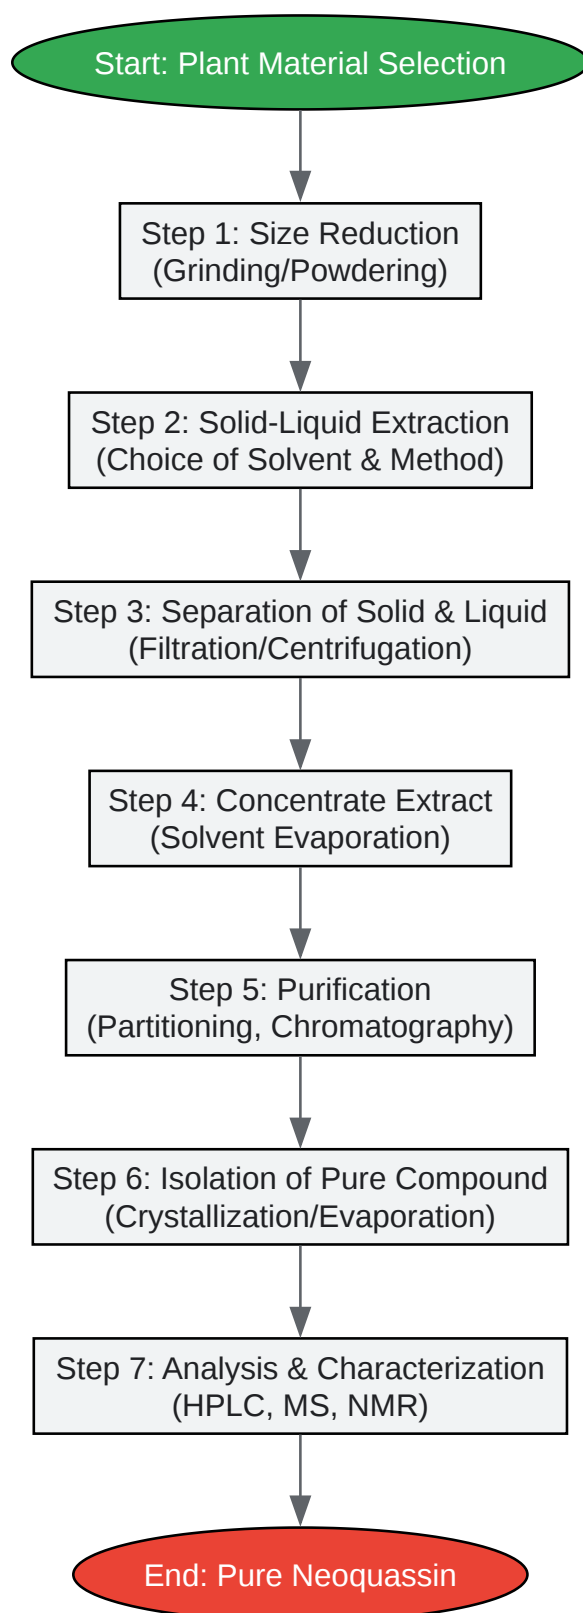 Start: Plant Material Selection
Step 1: Size Reduction
(Grinding/Powdering)
Step 2: Solid-Liquid Extraction
(Choice of Solvent & Method)
Step 3: Separation of Solid & Liquid
(Filtration/Centrifugation)
Step 4: Concentrate Extract
(Solvent Evaporation)
Step 5: Purification
(Partitioning, Chromatography)
Step 6: Isolation of Pure Compound
(Crystallization/Evaporation)
Step 7: Analysis & Characterization
(HPLC, MS, NMR)
End: Pure Neoquassin